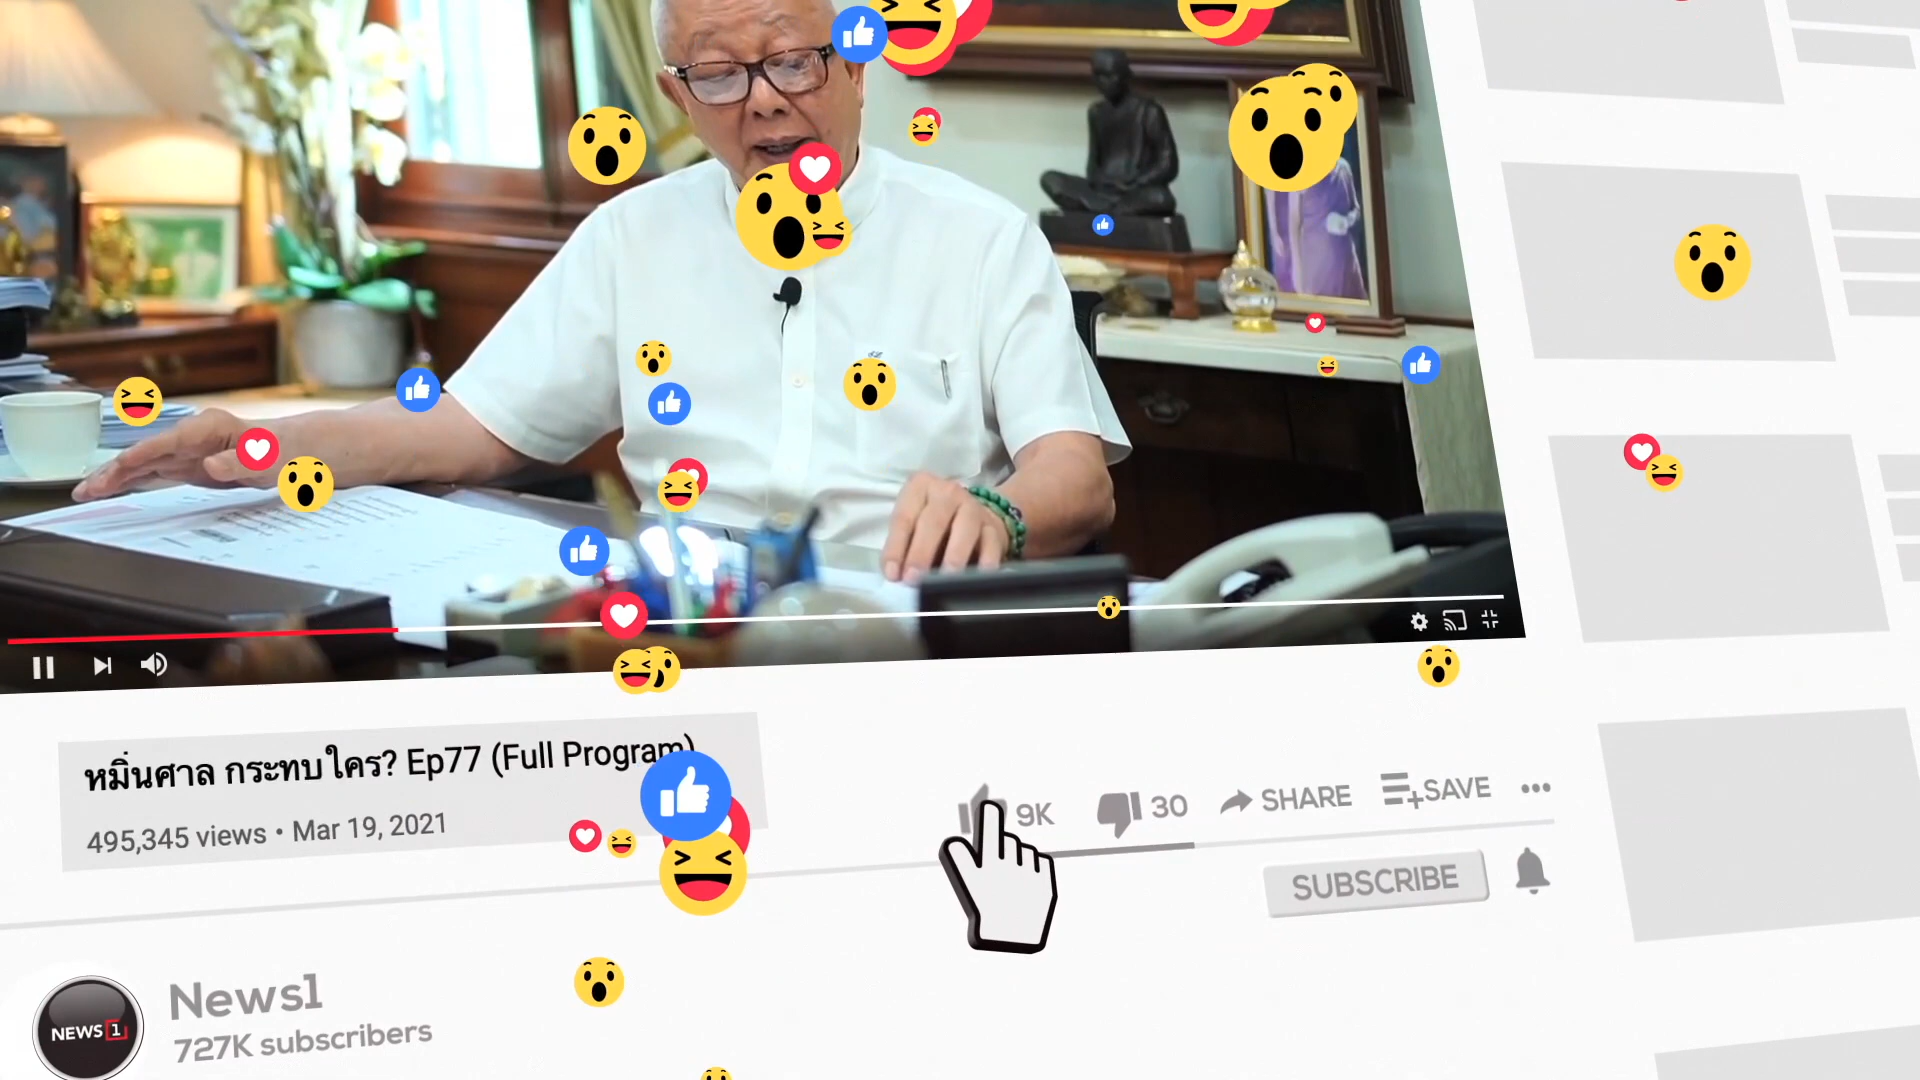 หมิ่นศาล กระทบใคร? Ep77 (Full Program)
495,345 views • Mar 19, 2021
9K
30
SHARE
SAVE
SUBSCRIBE
NEWS 1
News1
727K subscribers